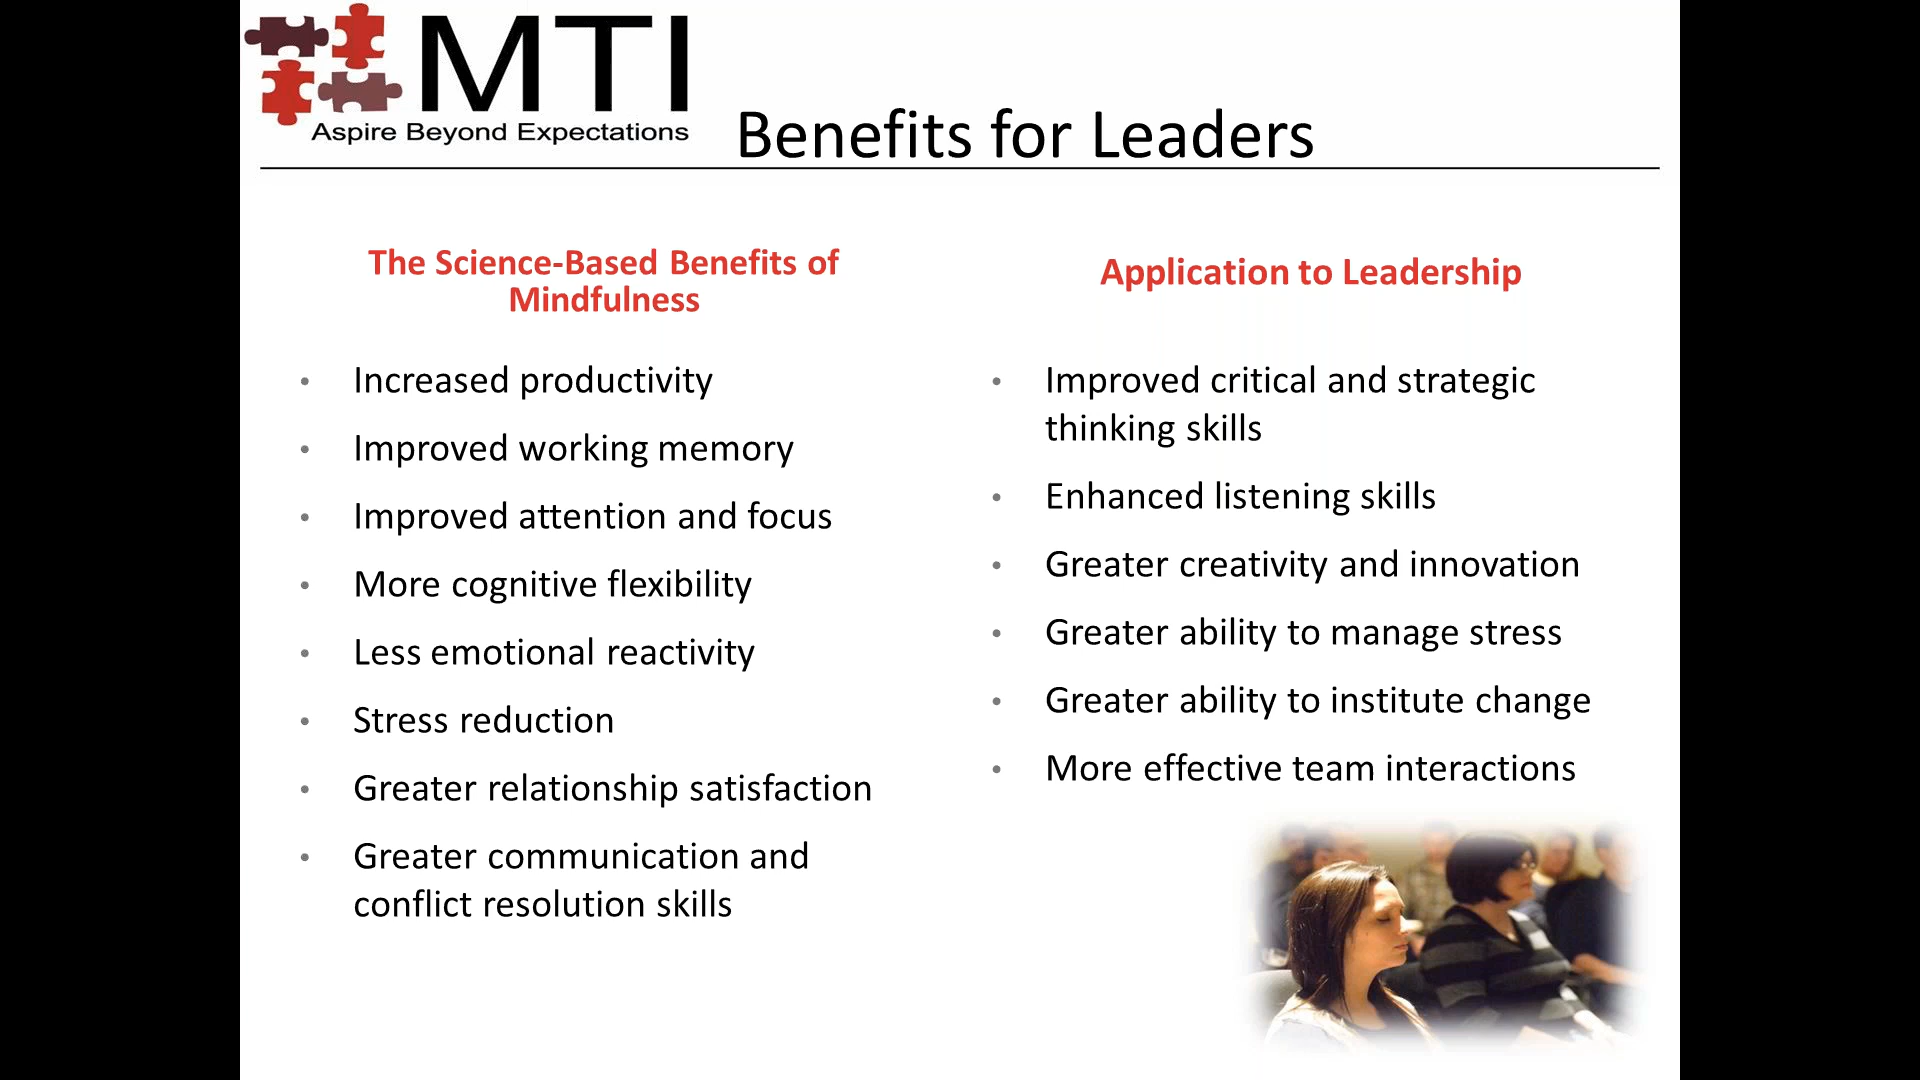 MTI
Aspire Beyond Expectations
Benefits for Leaders
The Science-Based Benefits of
Mindfulness
• Increased productivity
• Improved working memory
• Improved attention and focus
• More cognitive flexibility
• Less emotional reactivity
• Stress reduction
• Greater relationship satisfaction
• Greater communication and
conflict resolution skills
Application to Leadership
• Improved critical and strategic
thinking skills
• Enhanced listening skills
• Greater creativity and innovation
• Greater ability to manage stress
• Greater ability to institute change
• More effective team interactions